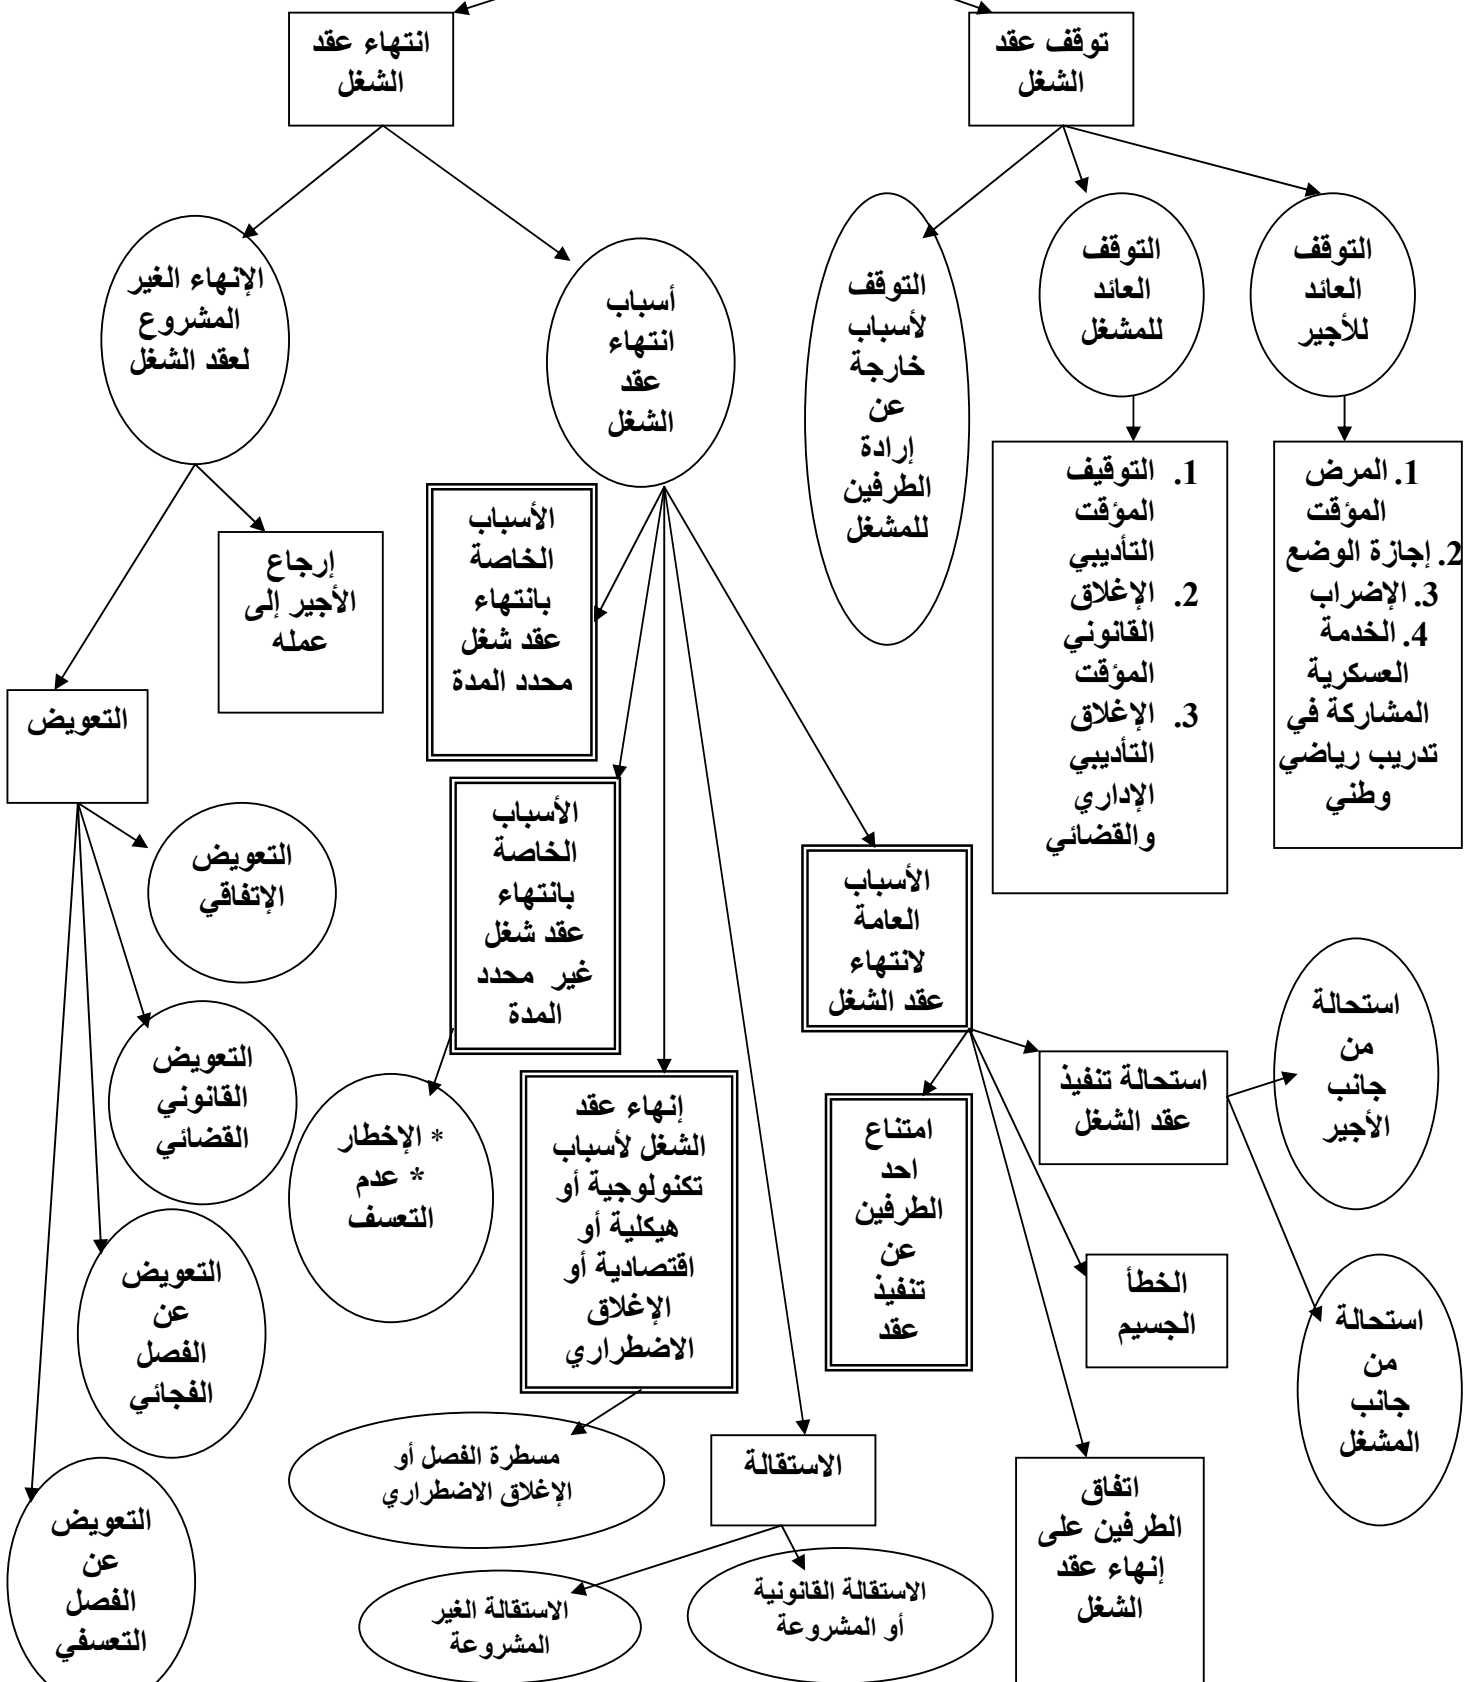 توقف عقد
الشغل
انتهاء عقد
الشغل
التوقف
العائد
للأجير
التوقف
العائد
للمشغل
التوقف
لأسباب
خارجة
عن
إرادة
الطرفين
للمشغل
أسباب
انتهاء
عقد
الشغل
الإنهاء الغير
المشروع
لعقد الشغل
1. المرض
المؤقت
2. إجازة الوضع
3. الإضراب
4. الخدمة
العسكرية
المشاركة في
تدريب رياضي
وطني
1. التوقيف
المؤقت
التأديبي
2. الإغلاق
القانوني
المؤقت
3. الإغلاق
التأديبي
الإداري
والقضائي
الأسباب
الخاصة
بانتهاء
عقد شغل
محدد المدة
إرجاع
الأجير إلى
عمله
التعويض
الأسباب
الخاصة
بانتهاء
عقد شغل
غير محدد
المدة
الأسباب
العامة
لانتهاء
عقد الشغل
التعويض
الإتفاقي
استحالة
من
جانب
الأجير
استحالة تنفيذ
عقد الشغل
التعويض
القانوني
القضائي
* الإخطار
* عدم
التعسف
إنهاء عقد
الشغل لأسباب
تكنولوجية أو
هيكلية أو
اقتصادية أو
الإغلاق
الاضطراري
امتناع
احد
الطرفين
عن
تنفيذ
عقد
الخطأ
الجسيم
استحالة
من
جانب
المشغل
التعويض
عن
الفصل
الفجائي
مسطرة الفصل أو
الإغلاق الاضطراري
الاستقالة
اتفاق
الطرفين على
إنهاء عقد
الشغل
التعويض
عن
الفصل
التعسفي
الاستقالة القانونية
أو المشروعة
الاستقالة الغير
المشروعة